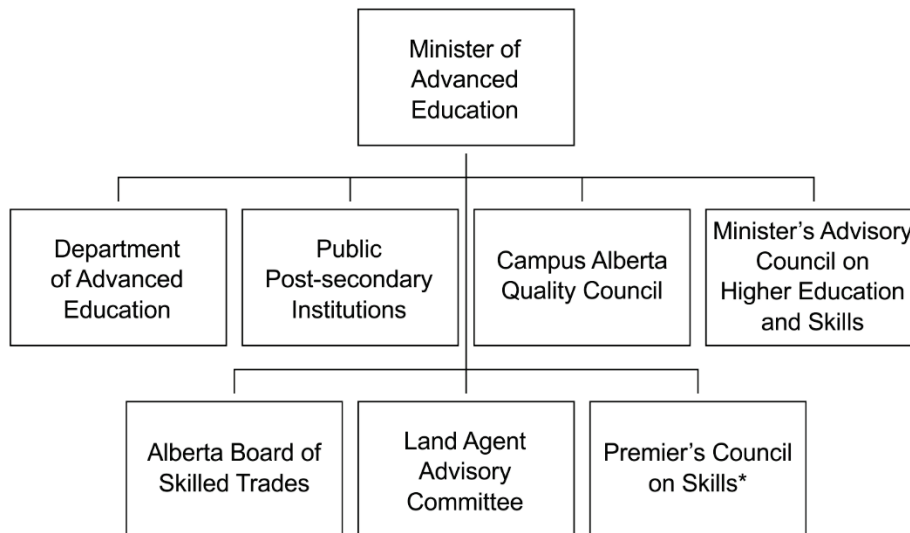 Minister of
Advanced
Education
Department
of Advanced
Education
Public
Post-secondary
Institutions
Campus Alberta
Quality Council
Minister’s Advisory
Council on
Higher Education
and Skills
Alberta Board of
Skilled Trades
Land Agent
Advisory
Committee
Premier’s Council
on Skills*